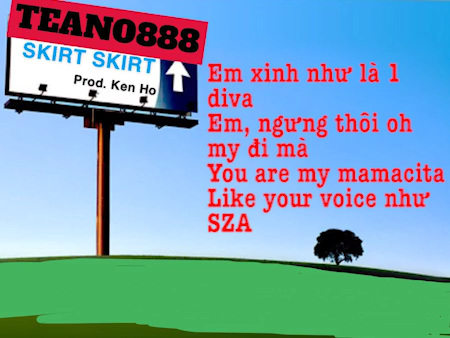 TEANO888
SKIRT SKIRT
Prod. Ken Ho
Em xinh như là 1
diva
Em, ngưng thôi oh
my đi mà
You are my mamacita
Like your voice như
SZA